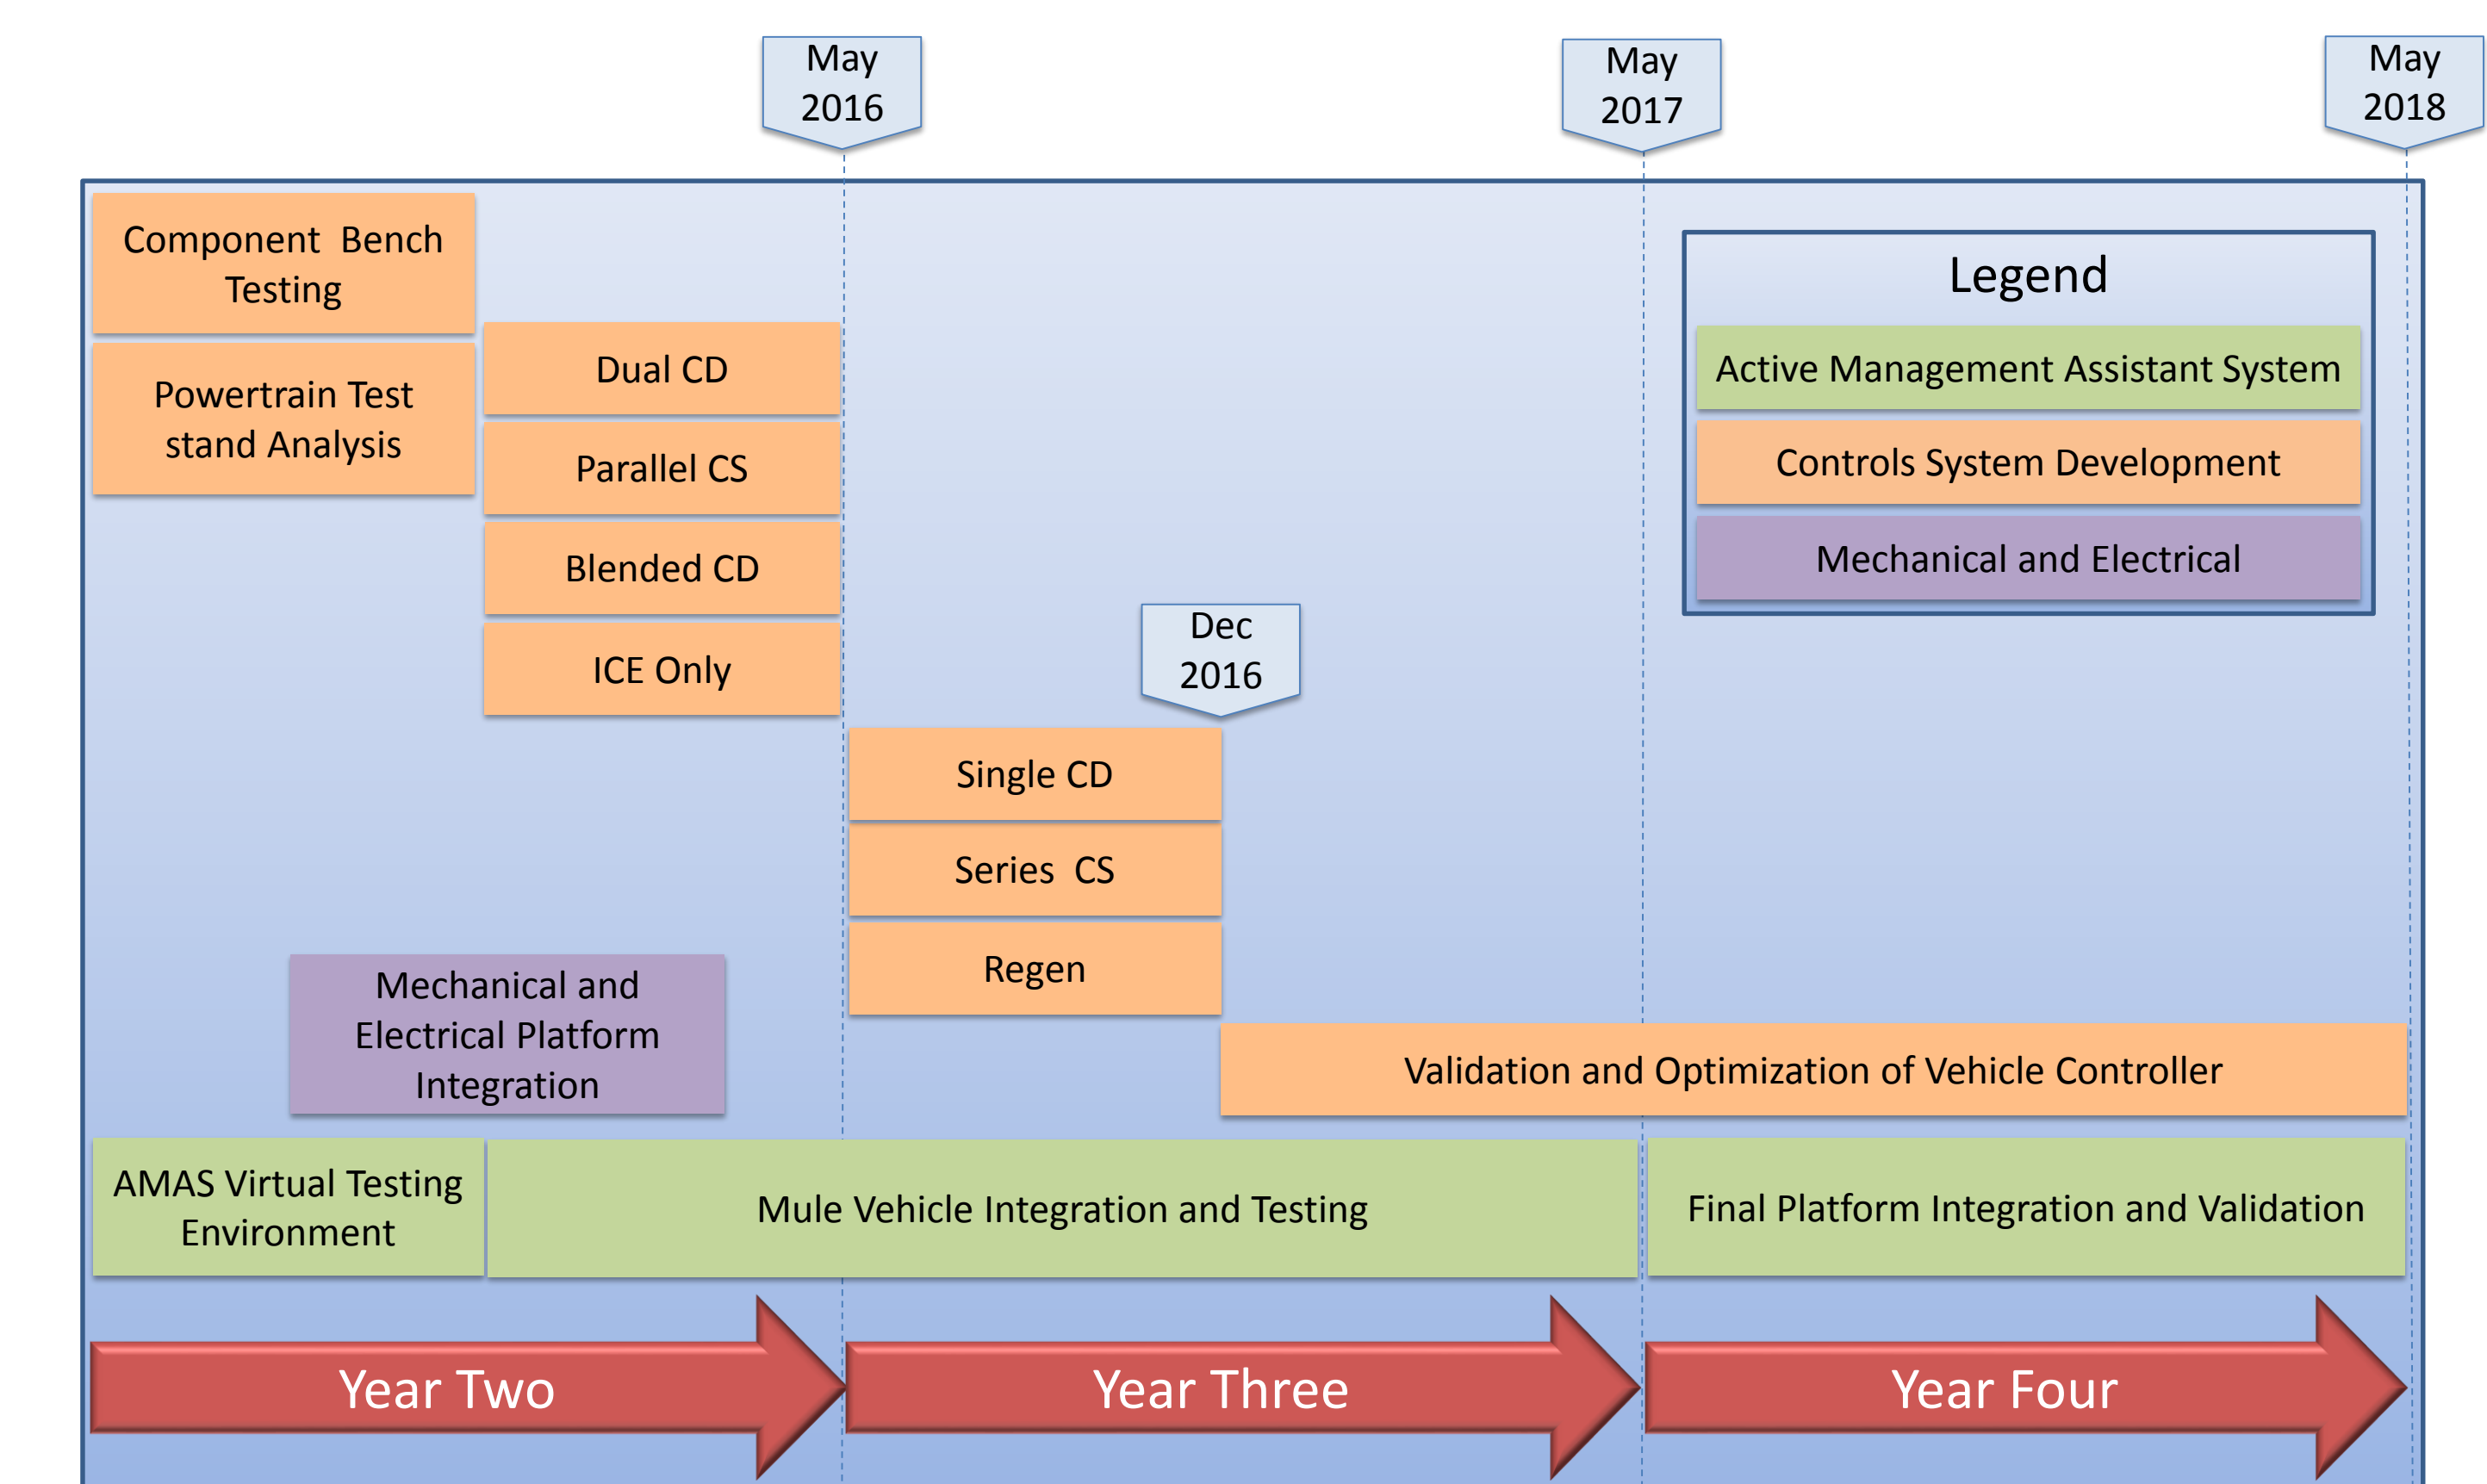 May
2016
May
2017
May
2018
Component  Bench
Testing
Powertrain Test
stand Analysis
Dual CD
Parallel CS
Blended CD
ICE Only
Legend
Active Management Assistant System
Controls System Development
Mechanical and Electrical
Dec
2016
Single CD
Series  CS
Regen
Mechanical and
Electrical Platform
Integration
Validation and Optimization of Vehicle Controller
AMAS Virtual Testing
Environment
Mule Vehicle Integration and Testing
Final Platform Integration and Validation
Year Two
Year Three
Year Four